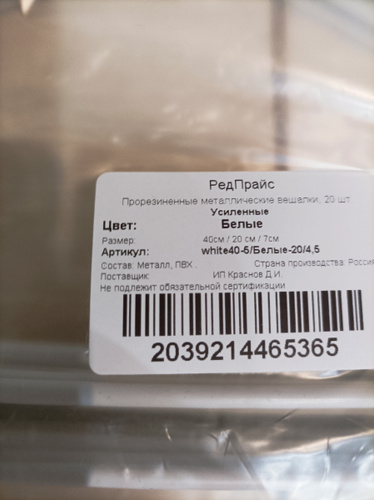 РедПрайс
Прорезиненные металлические вешалки, 20 шт
Усиленные
Цвет: Белые
Размер: 40см / 20 см / 7см
Артикул: white40-5/Белые-20/4,5
Состав: Металл, ПВХ . Страна производства: Россия
Поставщик: ИП Краснов Д.И.
Не подлежит обязательной сертификации
2039214465365